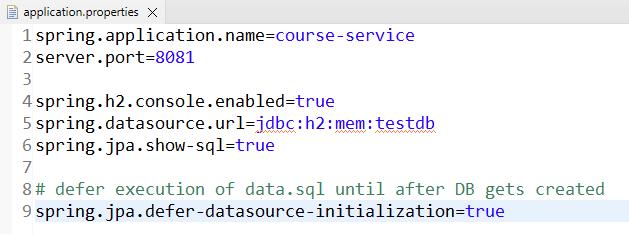 application.properties
1 spring.application.name=course-service
2 server.port=8081
3
4 spring.h2.console.enabled=true
5 spring.datasource.url=jdbc:h2:mem:testdb
6 spring.jpa.show-sql=true
7
8 # defer execution of data.sql until after DB gets created
9 spring.jpa.defer-datasource-initialization=true